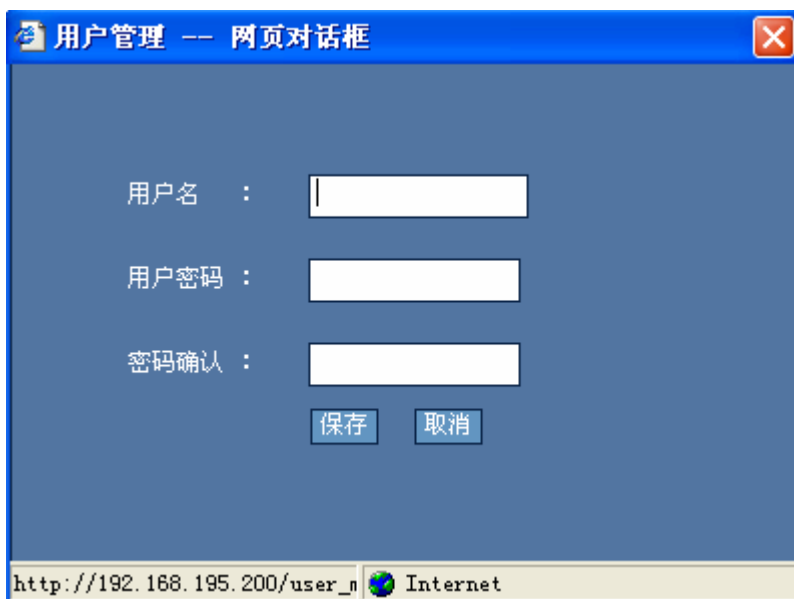 用户管理 -- 网页对话框
用户名 :
用户密码 :
密码确认 :
保存 取消
http://192.168.195.200/user_ Internet